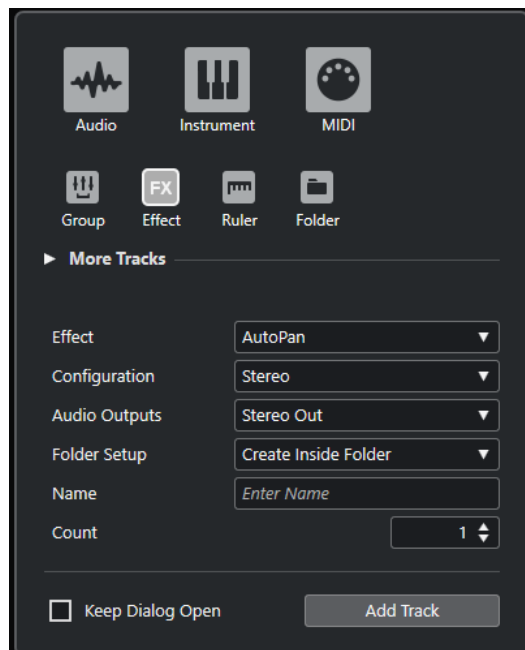 Audio Instrument MIDI
FX
Group Effect Ruler Folder
More Tracks
Effect AutoPan
Configuration Stereo
Audio Outputs Stereo Out
Folder Setup Create Inside Folder
Name Enter Name
Count 1
Keep Dialog Open Add Track